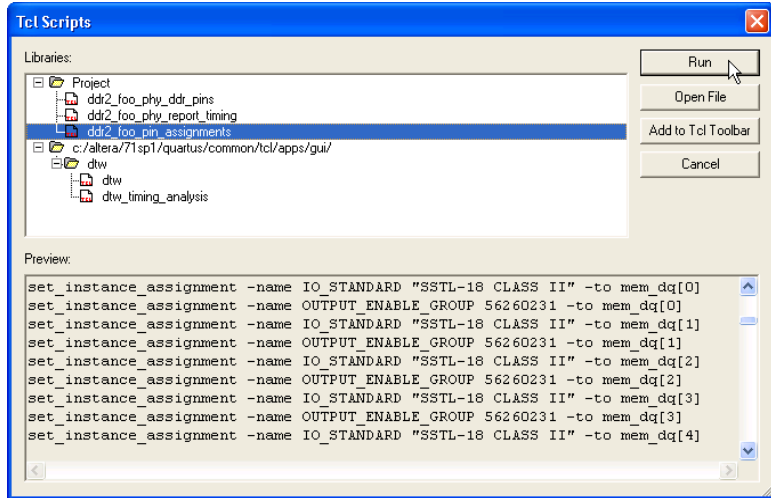 Tcl Scripts
Libraries:
Project
ddr2_foo_phy_ddr_pins
ddr2_foo_phy_report_timing
ddr2_foo_pin_assignments
c:/altera/71sp1/quartus/common/tcl/apps/gui/
dtw
dtw
dtw_timing_analysis
Run
Open File
Add to Tcl Toolbar
Cancel
Preview:
set_instance_assignment -name IO_STANDARD "SSTL-18 CLASS II" -to mem_dq[0]
set_instance_assignment -name OUTPUT_ENABLE_GROUP 56260231 -to mem_dq[0]
set_instance_assignment -name IO_STANDARD "SSTL-18 CLASS II" -to mem_dq[1]
set_instance_assignment -name OUTPUT_ENABLE_GROUP 56260231 -to mem_dq[1]
set_instance_assignment -name IO_STANDARD "SSTL-18 CLASS II" -to mem_dq[2]
set_instance_assignment -name OUTPUT_ENABLE_GROUP 56260231 -to mem_dq[2]
set_instance_assignment -name IO_STANDARD "SSTL-18 CLASS II" -to mem_dq[3]
set_instance_assignment -name OUTPUT_ENABLE_GROUP 56260231 -to mem_dq[3]
set_instance_assignment -name IO_STANDARD "SSTL-18 CLASS II" -to mem_dq[4]